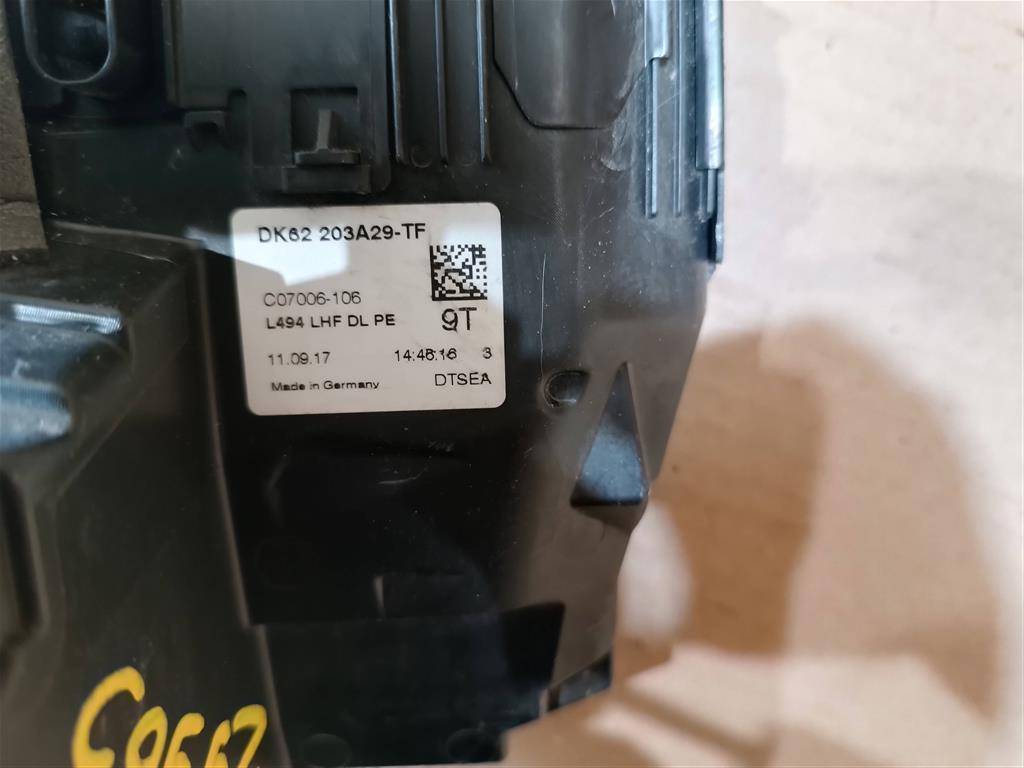 DK62 203A29-TF
C07006-106
L494 LHF DL PE 9T
11.09.17 14:46:16 3
Made in Germany DTSEA